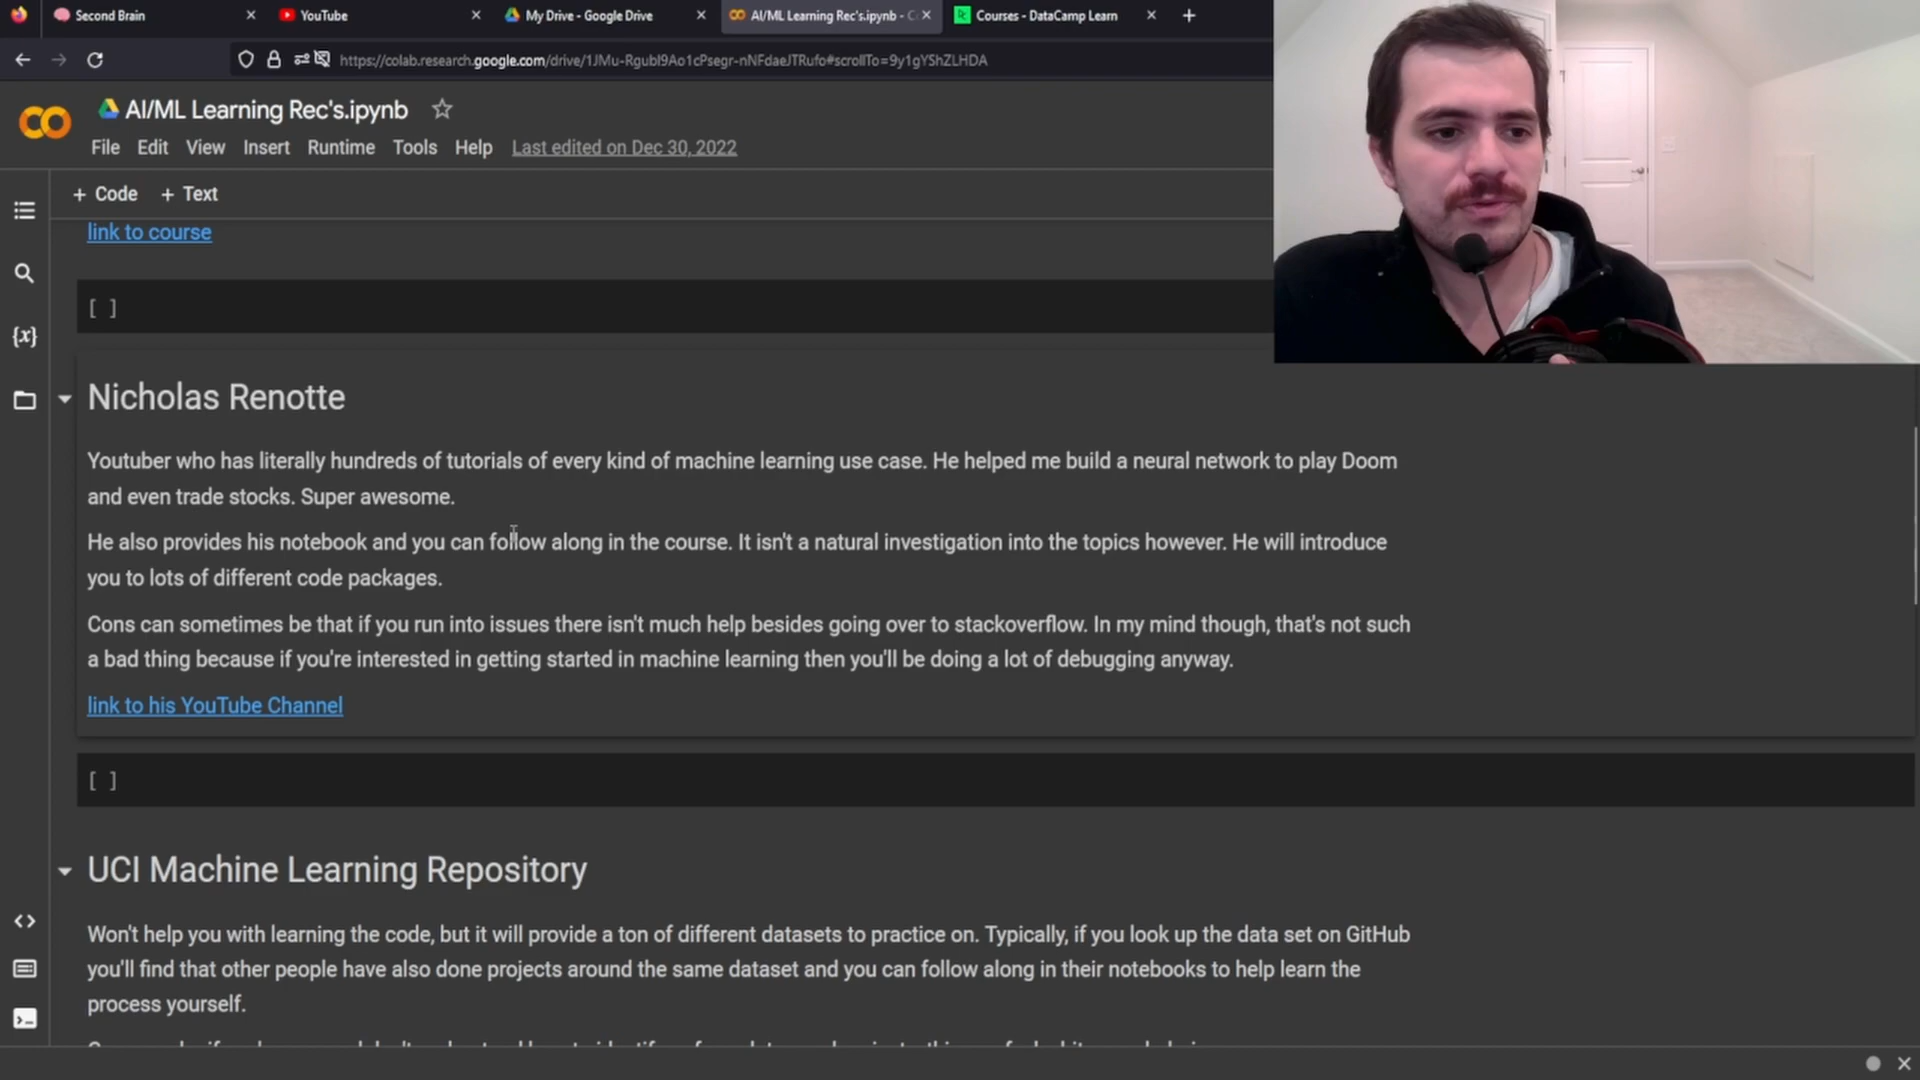 Second Brain
YouTube
My Drive - Google Drive
AI/ML Learning Rec's.ipynb - C
Courses - DataCamp Learn
https://colab.research.google.com/drive/1JMu-RgubI9Ao1cPsegr-nNFdaeJTRufo#scrollTo=9y1gYShZLHDA
AI/ML Learning Rec's.ipynb
File Edit View Insert Runtime Tools Help Last edited on Dec 30, 2022
+ Code + Text
link to course
[ ]
Nicholas Renotte
Youtuber who has literally hundreds of tutorials of every kind of machine learning use case. He helped me build a neural network to play Doom
and even trade stocks. Super awesome.
He also provides his notebook and you can follow along in the course. It isn't a natural investigation into the topics however. He will introduce
you to lots of different code packages.
Cons can sometimes be that if you run into issues there isn't much help besides going over to stackoverflow. In my mind though, that's not such
a bad thing because if you're interested in getting started in machine learning then you'll be doing a lot of debugging anyway.
link to his YouTube Channel
[ ]
UCI Machine Learning Repository
Won't help you with learning the code, but it will provide a ton of different datasets to practice on. Typically, if you look up the data set on GitHub
you'll find that other people have also done projects around the same dataset and you can follow along in their notebooks to help learn the
process yourself.